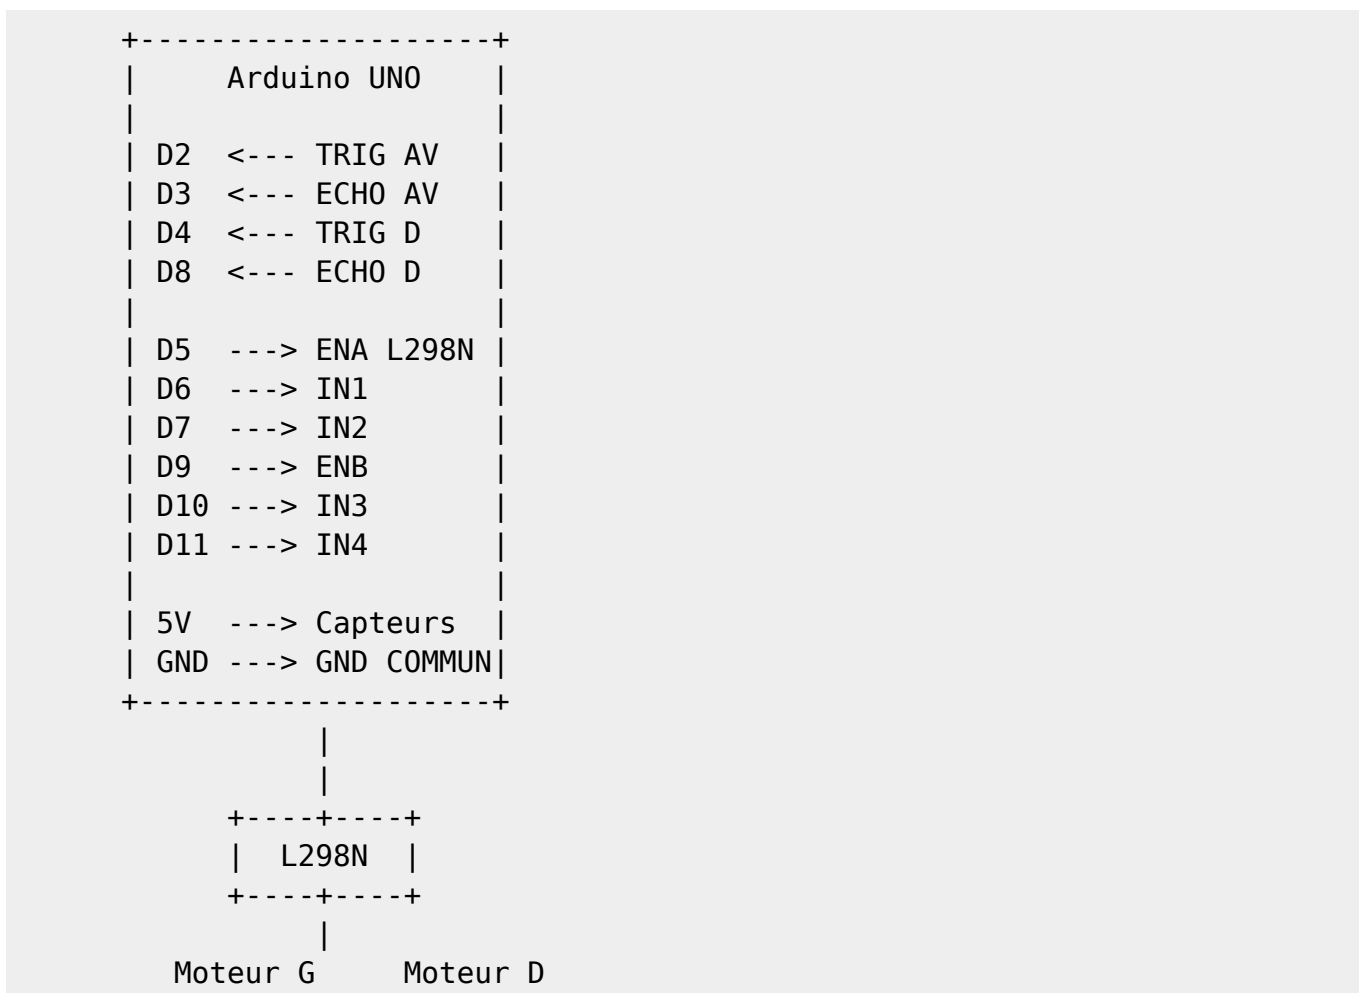 +--------------------+
|     Arduino UNO    |
|                    |
| D2  <--- TRIG AV   |
| D3  <--- ECHO AV   |
| D4  <--- TRIG D    |
| D8  <--- ECHO D    |
|                    |
| D5  ---> ENA L298N |
| D6  ---> IN1       |
| D7  ---> IN2       |
| D9  ---> ENB       |
| D10 ---> IN3       |
| D11 ---> IN4       |
|                    |
| 5V  ---> Capteurs  |
| GND ---> GND COMMUN|
+--------------------+
           |
           |
      +----+----+
      |  L298N  |
      +----+----+
           |
   Moteur G     Moteur D